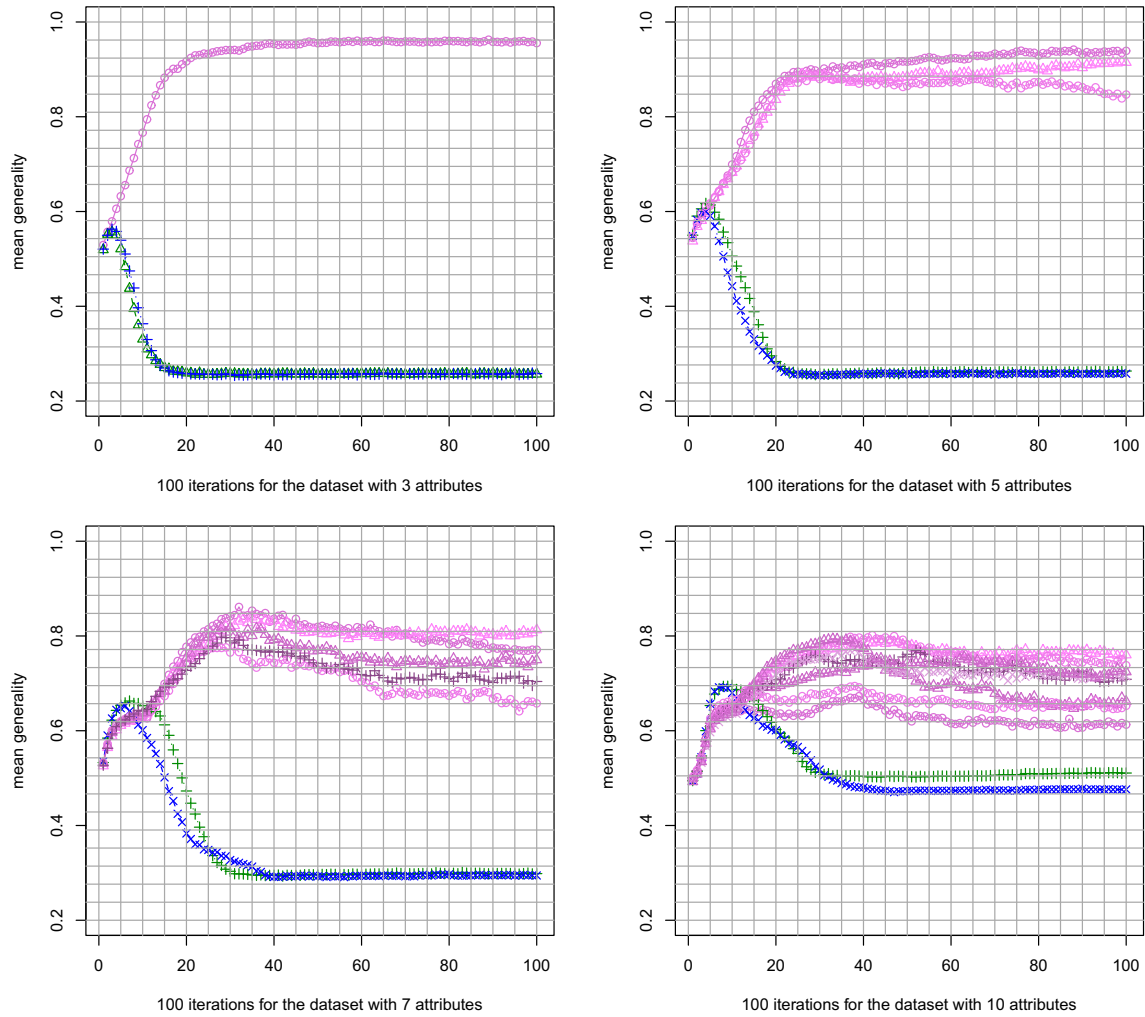 mean generality
1.0
0.8
0.6
0.4
0.2
0 20 40 60 80 100
100 iterations for the dataset with 3 attributes
mean generality
1.0
0.8
0.6
0.4
0.2
0 20 40 60 80 100
100 iterations for the dataset with 5 attributes
mean generality
1.0
0.8
0.6
0.4
0.2
0 20 40 60 80 100
100 iterations for the dataset with 7 attributes
mean generality
1.0
0.8
0.6
0.4
0.2
0 20 40 60 80 100
100 iterations for the dataset with 10 attributes